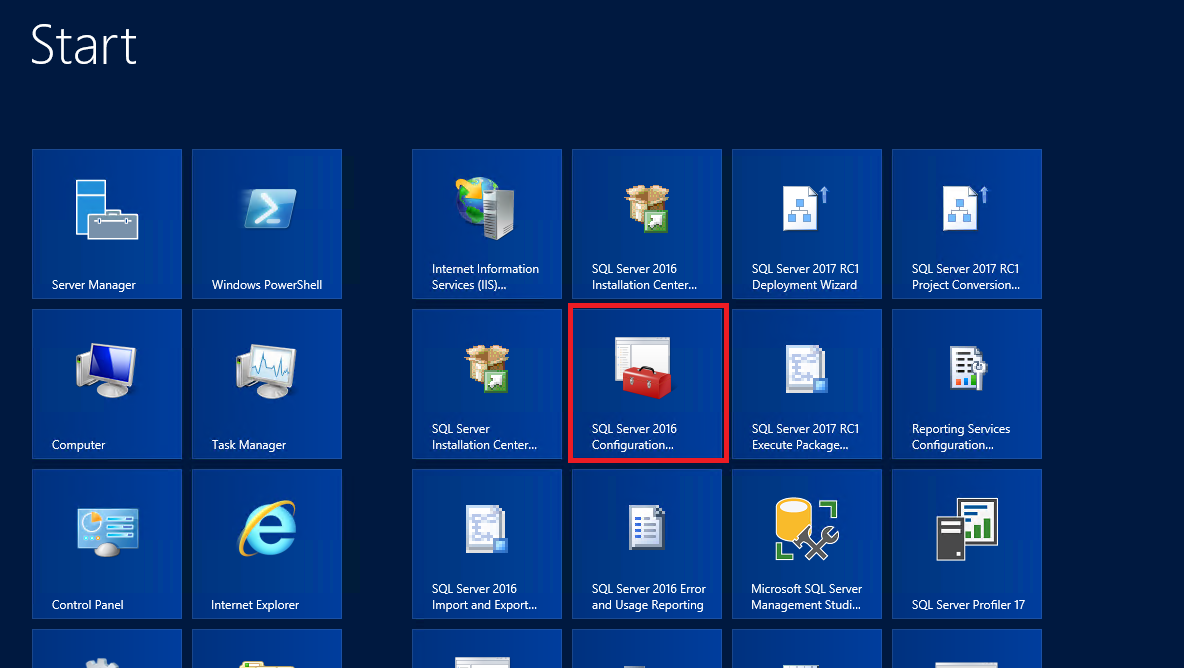 Start
Server Manager
Windows PowerShell
Internet Information
Services (IIS)...
SQL Server 2016
Installation Center...
SQL Server 2017 RC1
Deployment Wizard
SQL Server 2017 RC1
Project Conversion...
Computer
Task Manager
SQL Server
Installation Center...
SQL Server 2016
Configuration...
SQL Server 2017 RC1
Execute Package...
Reporting Services
Configuration...
Control Panel
Internet Explorer
SQL Server 2016
Import and Export...
SQL Server 2016 Error
and Usage Reporting
Microsoft SQL Server
Management Studi...
SQL Server Profiler 17